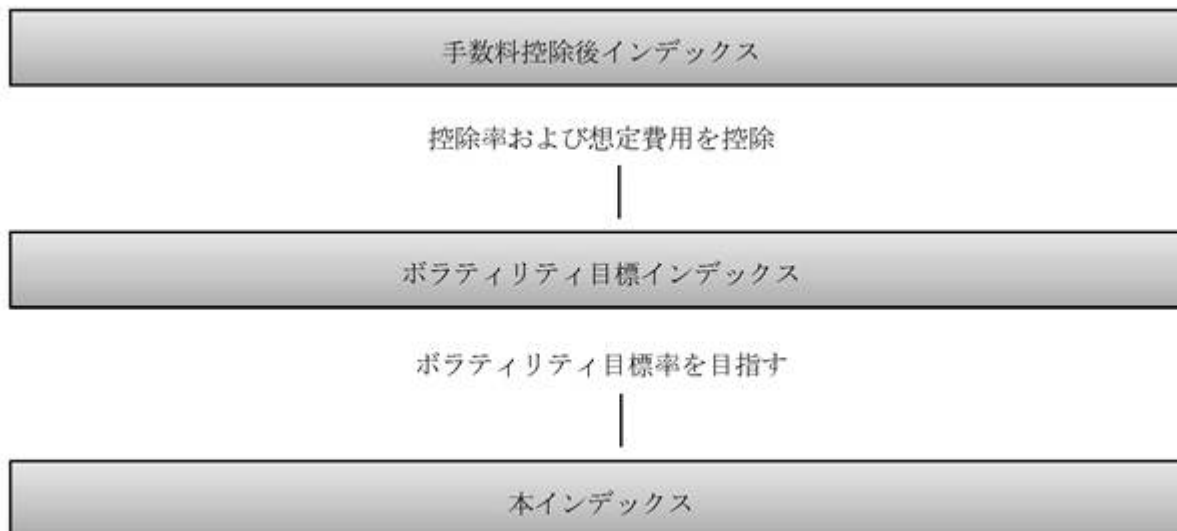 手数料控除後インデックス
控除率および想定費用を控除
ボラティリティ目標インデックス
ボラティリティ目標率を目指す
本インデックス